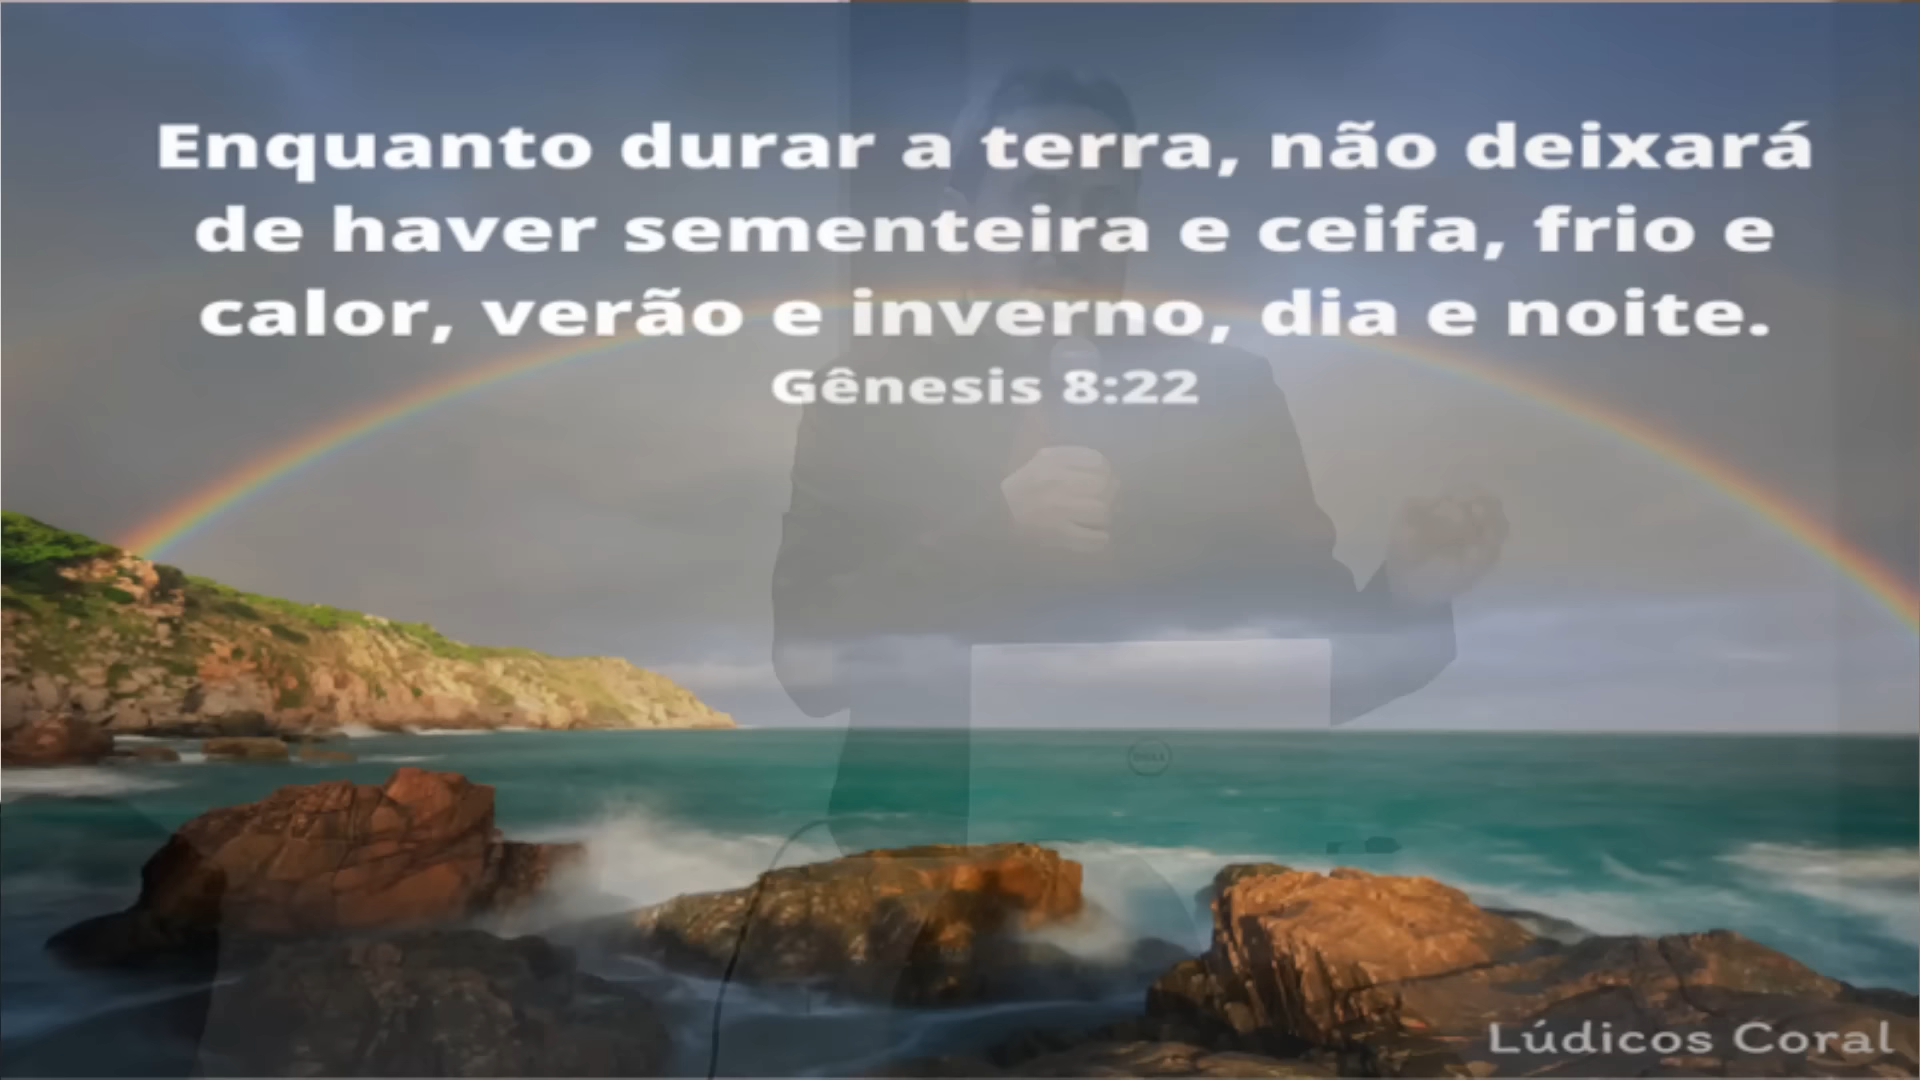 Enquanto durar a terra, não deixará
de haver sementeira e ceifa, frio e
calor, verão e inverno, dia e noite.
Gênesis 8:22
Lúdicos Coral